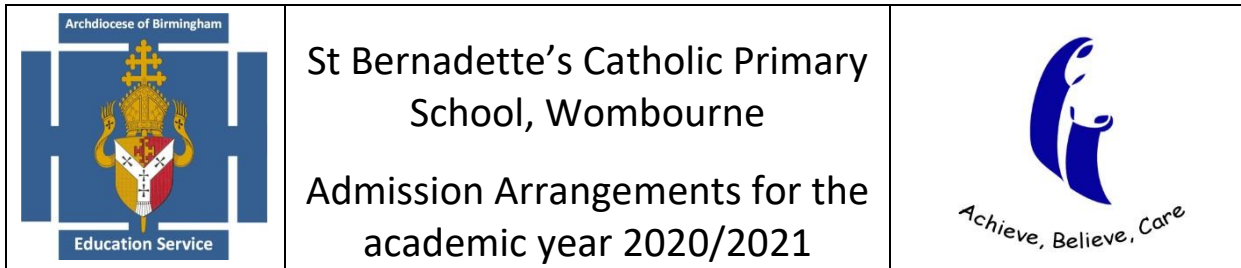 Archdiocese of Birmingham
Education Service
St Bernadette’s Catholic Primary
School, Wombourne
Admission Arrangements for the
academic year 2020/2021
Achieve, Believe, Care